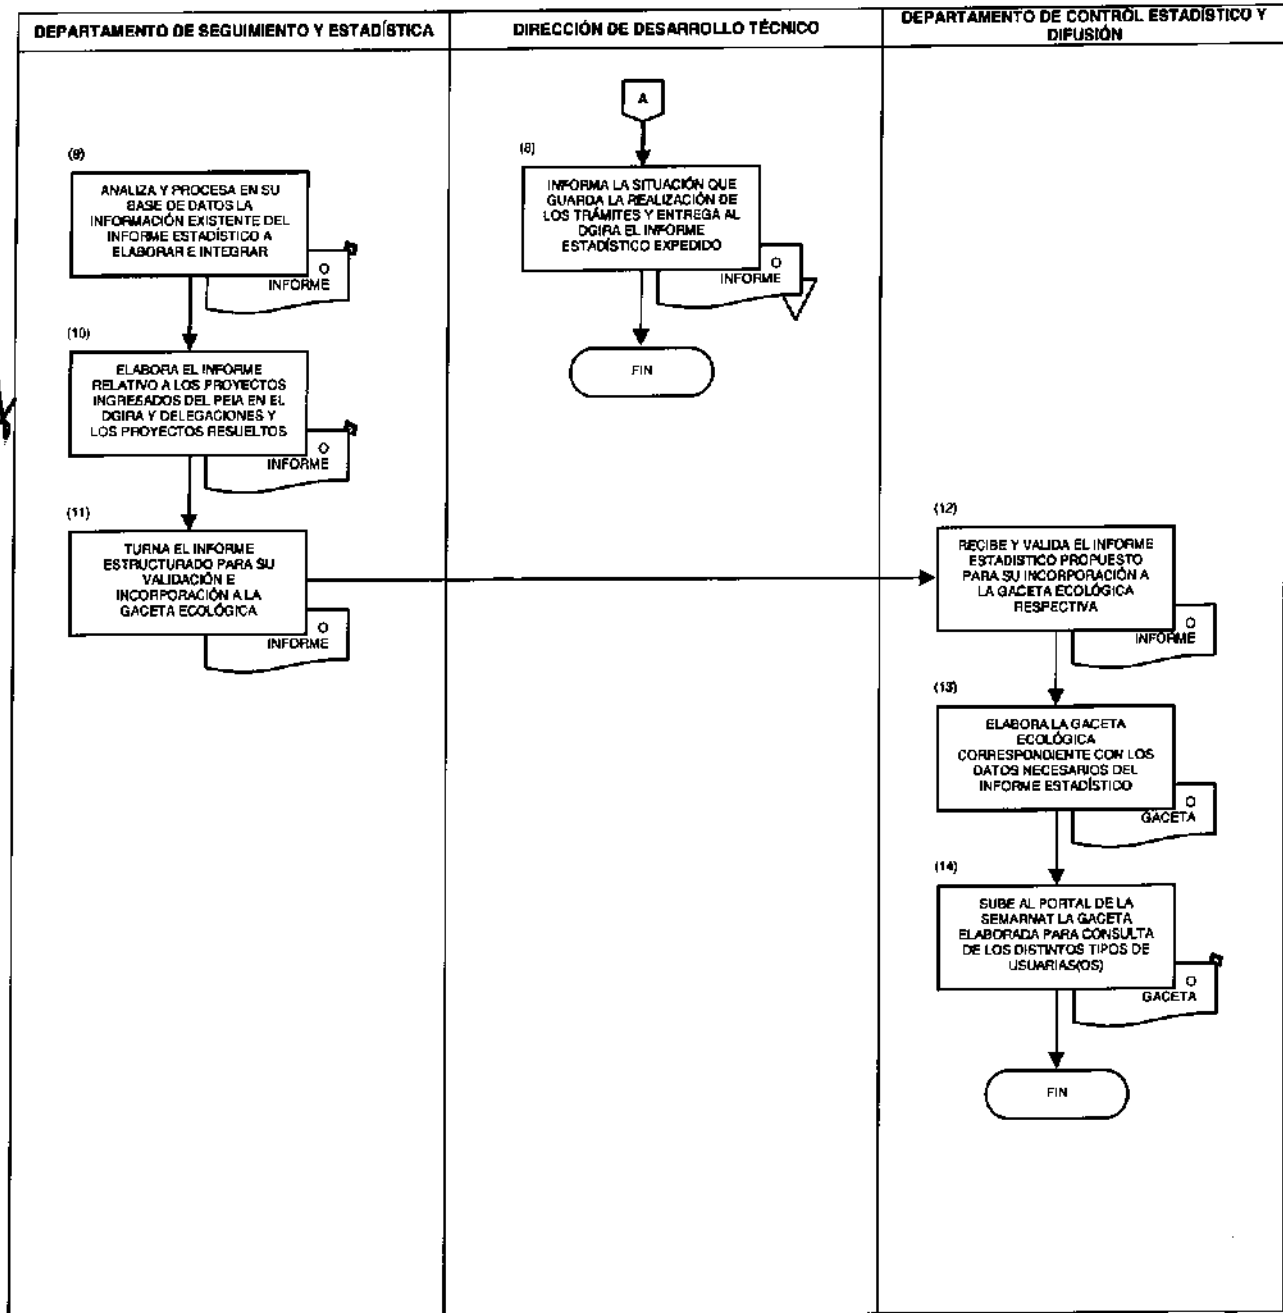 DEPARTAMENTO DE SEGUIMIENTO Y ESTADÍSTICA
DIRECCIÓN DE DESARROLLO TÉCNICO
DEPARTAMENTO DE CONTROL ESTADÍSTICO Y
DIFUSIÓN
(9)
ANALIZA Y PROCESA EN SU
BASE DE DATOS LA
INFORMACIÓN EXISTENTE DEL
INFORME ESTADÍSTICO A
ELABORAR E INTEGRAR
O
INFORME
(10)
ELABORA EL INFORME
RELATIVO A LOS PROYECTOS
INGRESADOS DEL PEIA EN EL
DGIRA Y DELEGACIONES Y
LOS PROYECTOS RESUELTOS
O
INFORME
(11)
TURNA EL INFORME
ESTRUCTURADO PARA SU
VALIDACIÓN E
INCORPORACIÓN A LA
GACETA ECOLÓGICA
O
INFORME
A
(8)
INFORMA LA SITUACIÓN QUE
GUARDA LA REALIZACIÓN DE
LOS TRÁMITES Y ENTREGA AL
DGIRA EL INFORME
ESTADÍSTICO EXPEDIDO
O
INFORME
FIN
(12)
RECIBE Y VALIDA EL INFORME
ESTADISTICO PROPUESTO
PARA SU INCORPORACIÓN A
LA GACETA ECOLÓGICA
RESPECTIVA
O
INFORME
(13)
ELABORA LA GACETA
ECOLÓGICA
CORRESPONDIENTE CON LOS
DATOS NECESARIOS DEL
INFORME ESTADÍSTICO
O
GACETA
(14)
SUBE AL PORTAL DE LA
SEMARNAT LA GACETA
ELABORADA PARA CONSULTA
DE LOS DISTINTOS TIPOS DE
USUARIAS(OS)
O
GACETA
FIN